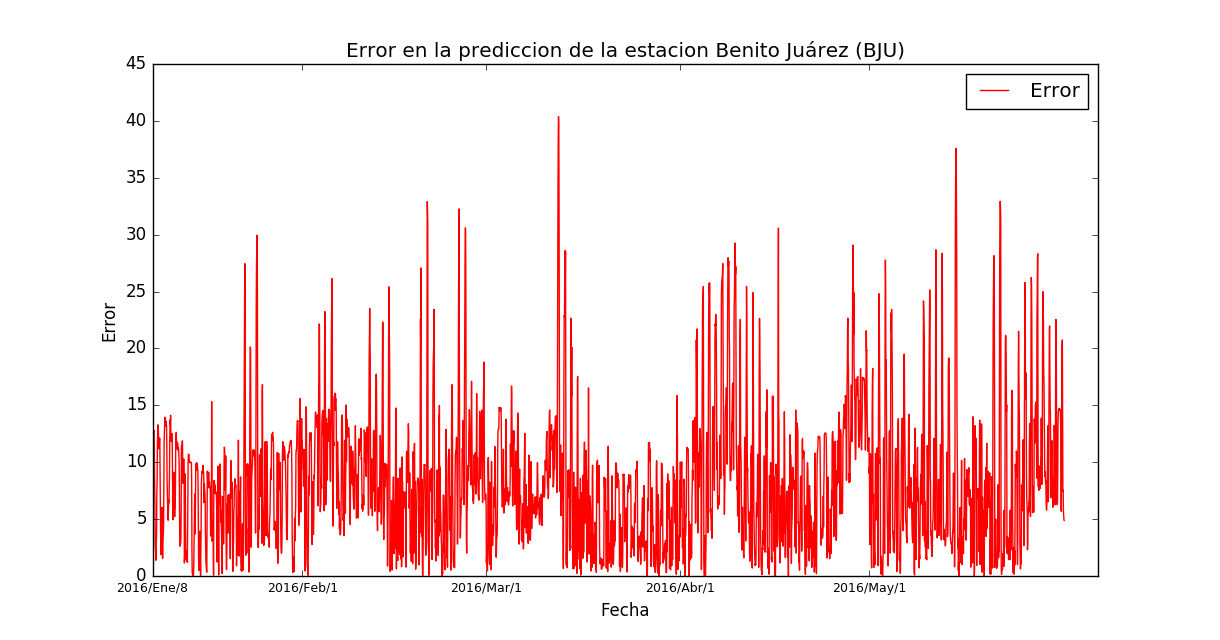 Error en la prediccion de la estacion Benito Juárez (BJU)
45
40
35
30
25
20
15
10
5
0
Error
Error
2016/Ene/8 2016/Feb/1 2016/Mar/1 2016/Abr/1 2016/May/1
Fecha